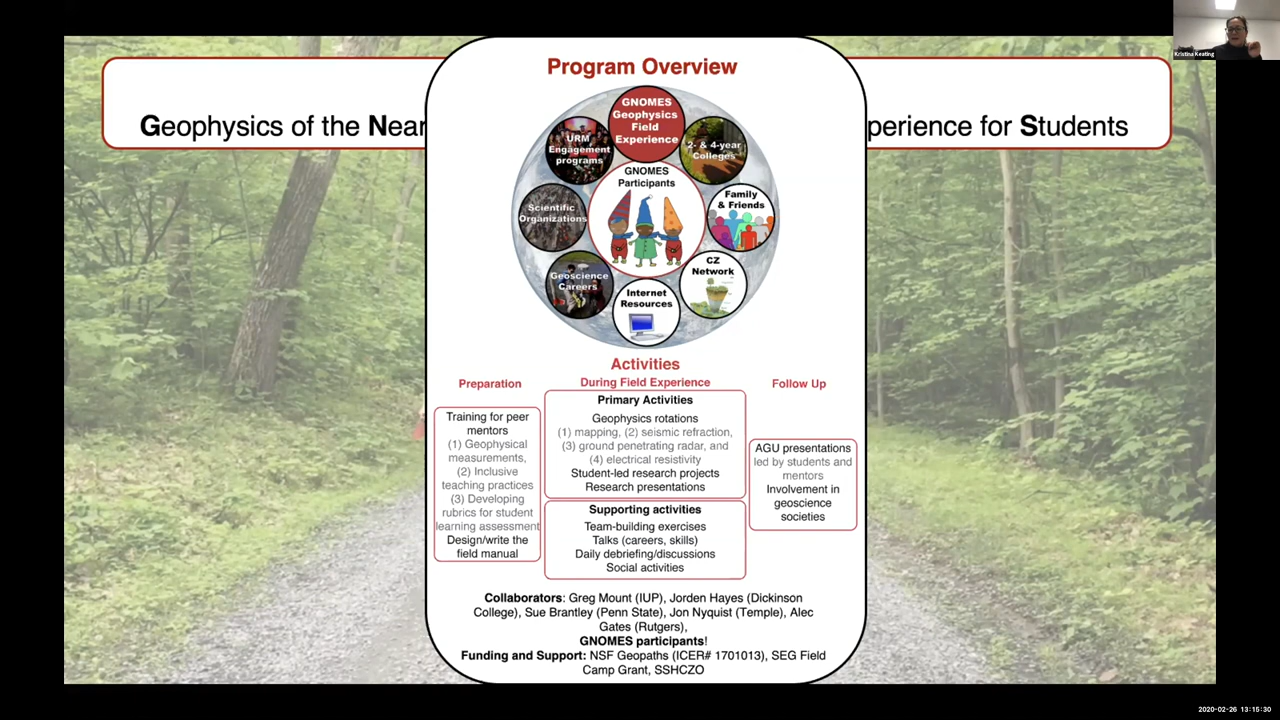 Kristina Keating
Program Overview
Geophysics of the Near
perience for Students
GNOMES
Geophysics
Field
Experience
URM
Engagement
programs
2- & 4-year
Colleges
GNOMES
Participants
Scientific
Organizations
Family
& Friends
Geoscience
Careers
CZ
Network
Internet
Resources
Activities
Preparation
During Field Experience
Follow Up
Training for peer
mentors
(1) Geophysical
measurements,
(2) Inclusive
teaching practices
(3) Developing
rubrics for student
learning assessment
Design/write the
field manual
Primary Activities
Geophysics rotations
(1) mapping, (2) seismic refraction,
(3) ground penetrating radar, and
(4) electrical resistivity
Student-led research projects
Research presentations
Supporting activities
Team-building exercises
Talks (careers, skills)
Daily debriefing/discussions
Social activities
AGU presentations
led by students and
mentors
Involvement in
geoscience
societies
Collaborators: Greg Mount (IUP), Jorden Hayes (Dickinson
College), Sue Brantley (Penn State), Jon Nyquist (Temple), Alec
Gates (Rutgers),
GNOMES participants!
Funding and Support: NSF Geopaths (ICER# 1701013), SEG Field
Camp Grant, SSHCZO
2020-02-26 13:15:30